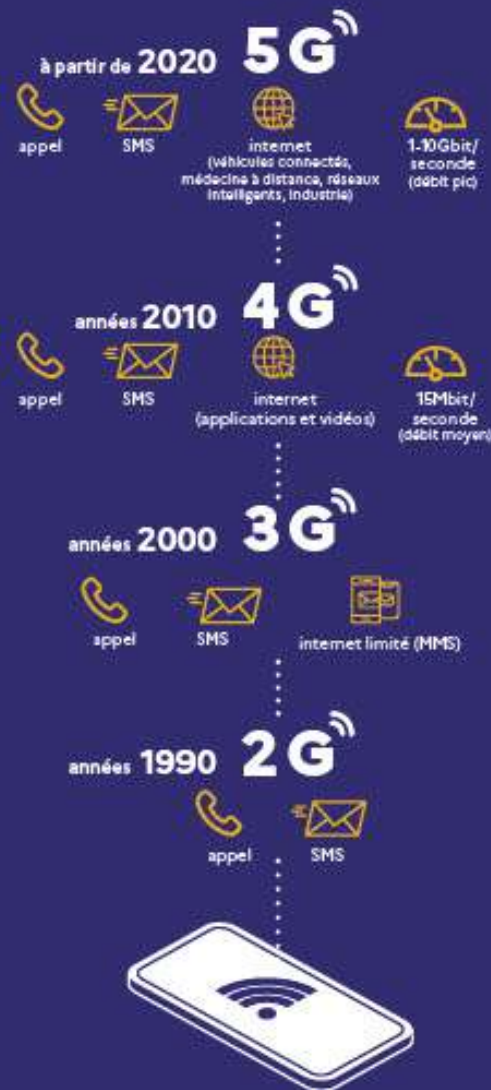 à partir de 2020 5G
appel
SMS
internet
(véhicules connectés,
médecine à distance, réseaux
intelligents, industrie)
1-10Gbit/
seconde
(débit pic)
années 2010 4G
appel
SMS
internet
(applications et vidéos)
15Mbit/
seconde
(débit moyen)
années 2000 3G
appel
SMS
internet limité (MMS)
années 1990 2G
appel
SMS